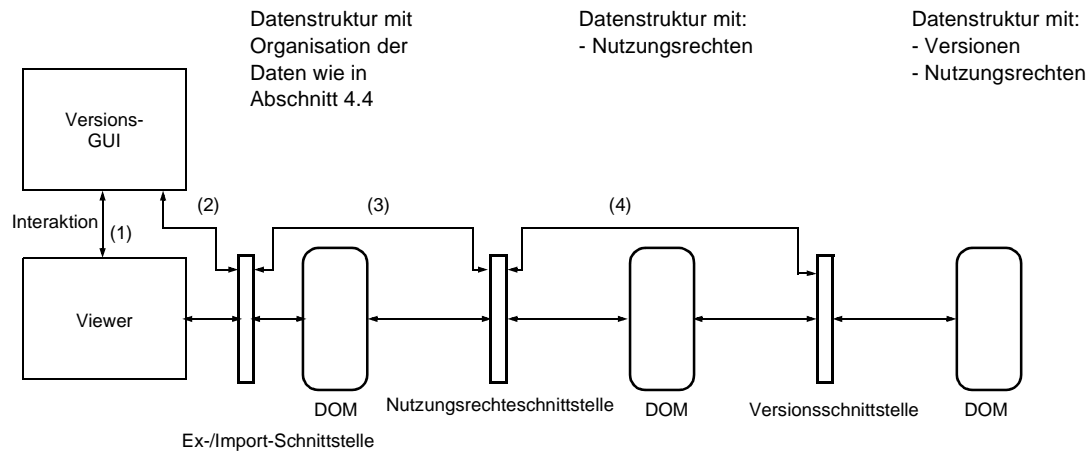 Datenstruktur mit
Organisation der
Daten wie in
Abschnitt 4.4
Datenstruktur mit:
- Nutzungsrechten
Datenstruktur mit:
- Versionen
- Nutzungsrechten
Versions-
GUI
(2)
(3)
(4)
Interaktion
(1)
Viewer
DOM
Nutzungsrechteschnittstelle
DOM
Versionsschnittstelle
DOM
Ex-/Import-Schnittstelle